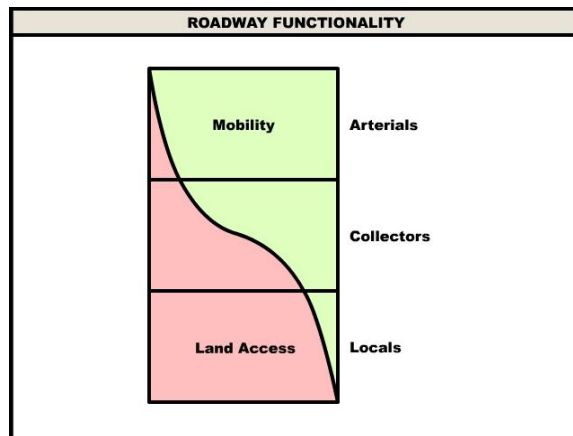 ROADWAY FUNCTIONALITY
Mobility
Arterials
Collectors
Land Access
Locals